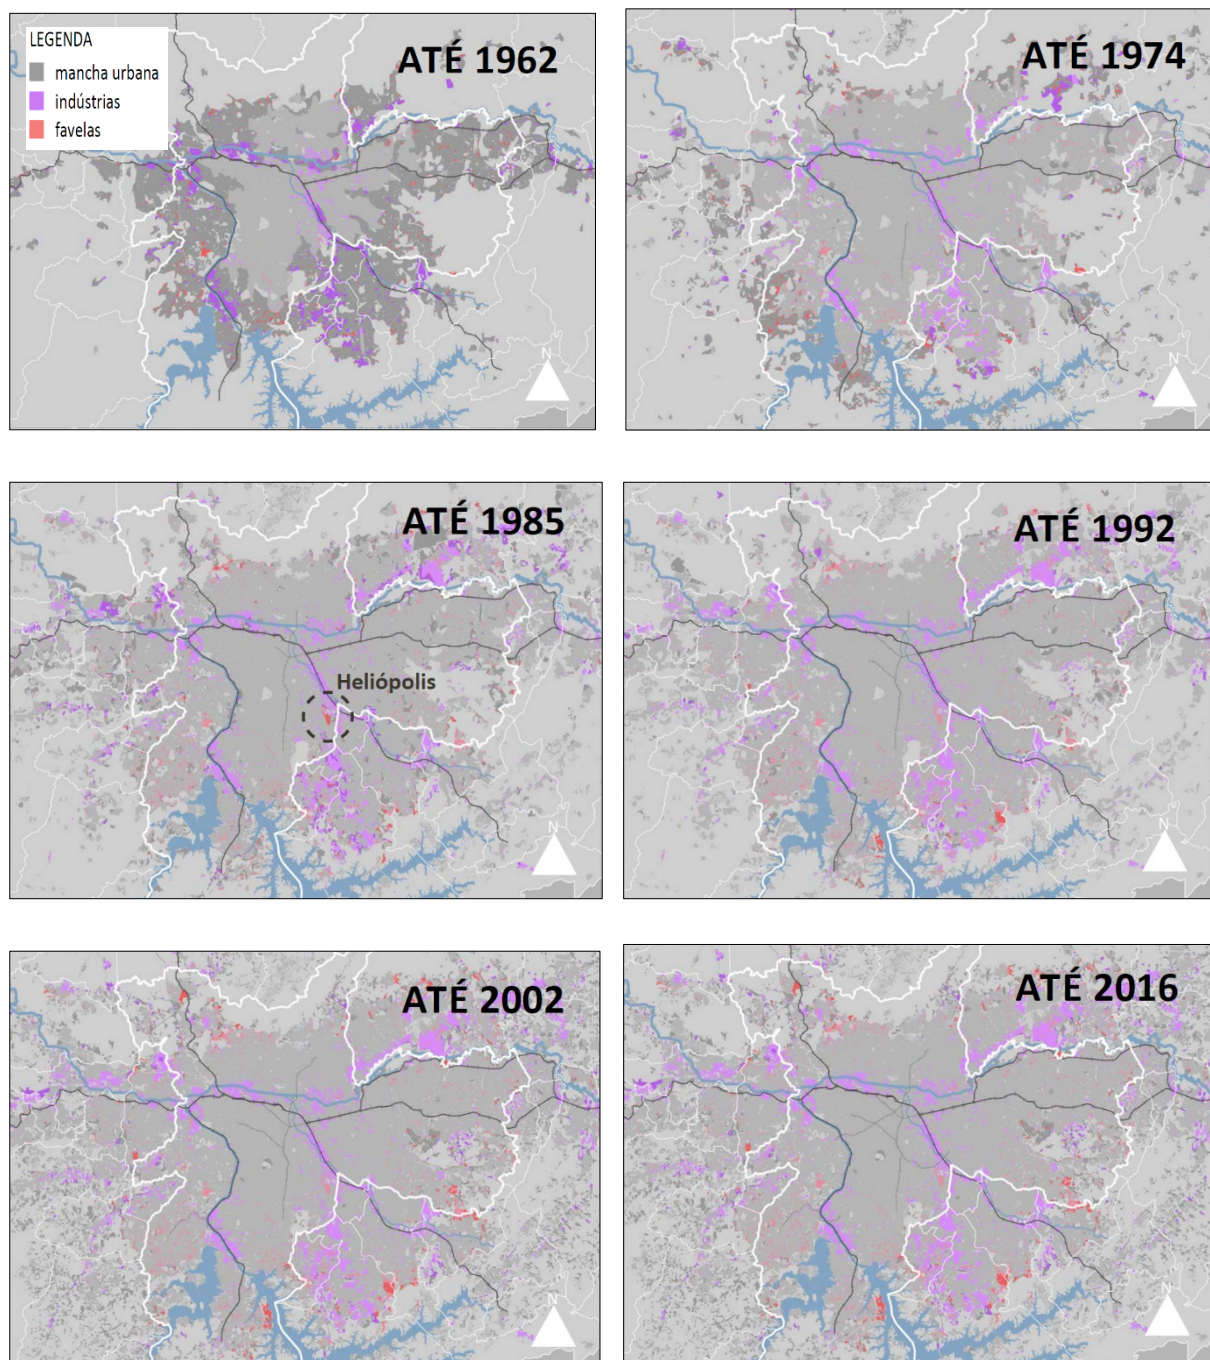 LEGENDA
mancha urbana
indústrias
favelas
ATÉ 1962
N
ATÉ 1974
N
ATÉ 1985
Heliópolis
N
ATÉ 1992
N
ATÉ 2002
N
ATÉ 2016
N